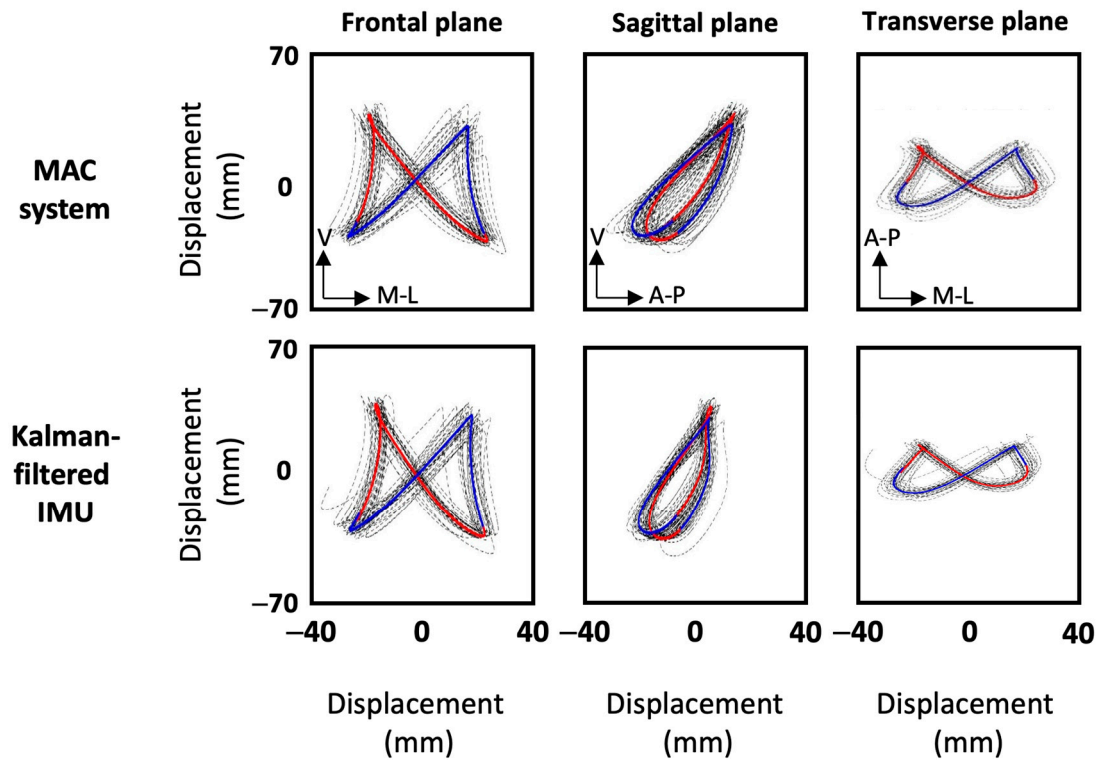 Frontal plane
Sagittal plane
Transverse plane
MAC
system
Displacement
(mm)
70
0
−70
V
M-L
V
A-P
A-P
M-L
Kalman-
filtered
IMU
Displacement
(mm)
70
0
−70
−40
0
40
−40
0
40
−40
0
40
Displacement
(mm)
Displacement
(mm)
Displacement
(mm)